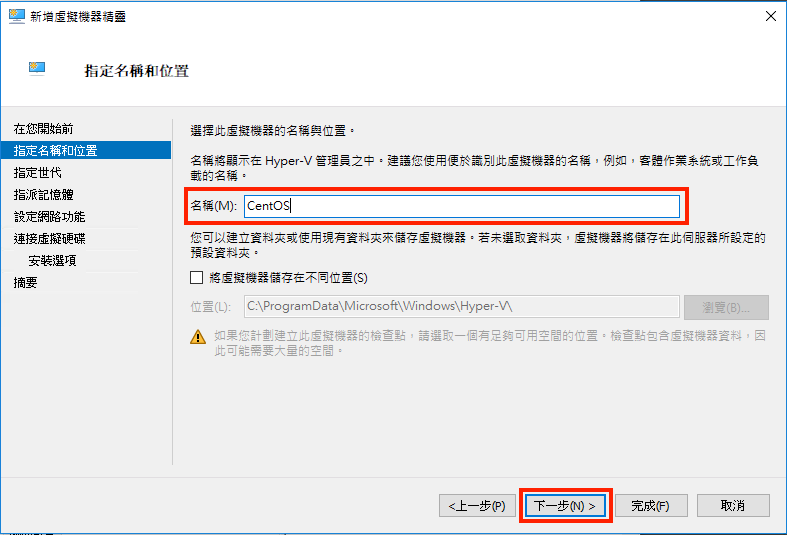 新增虛擬機器精靈
指定名稱和位置
在您開始前
指定名稱和位置
指定世代
指派記憶體
設定網路功能
連接虛擬硬碟
安裝選項
摘要
選擇此虛擬機器的名稱與位置。
名稱將顯示在 Hyper-V 管理員之中。建議您使用便於識別此虛擬機器的名稱，例如，客體作業系統或工作負
載的名稱。
名稱(M): CentOS
您可以建立資料夾或使用現有資料夾來儲存虛擬機器。若未選取資料夾，虛擬機器將儲存在此伺服器所設定的
預設資料夾。
將虛擬機器儲存在不同位置(S)
位置(L): C:\ProgramData\Microsoft\Windows\Hyper-V\ 瀏覽(B)...
如果您計劃建立此虛擬機器的檢查點，請選取一個有足夠可用空間的位置。檢查點包含虛擬機器資料，因
此可能需要大量的空間。
<上一步(P) 下一步(N) > 完成(F) 取消